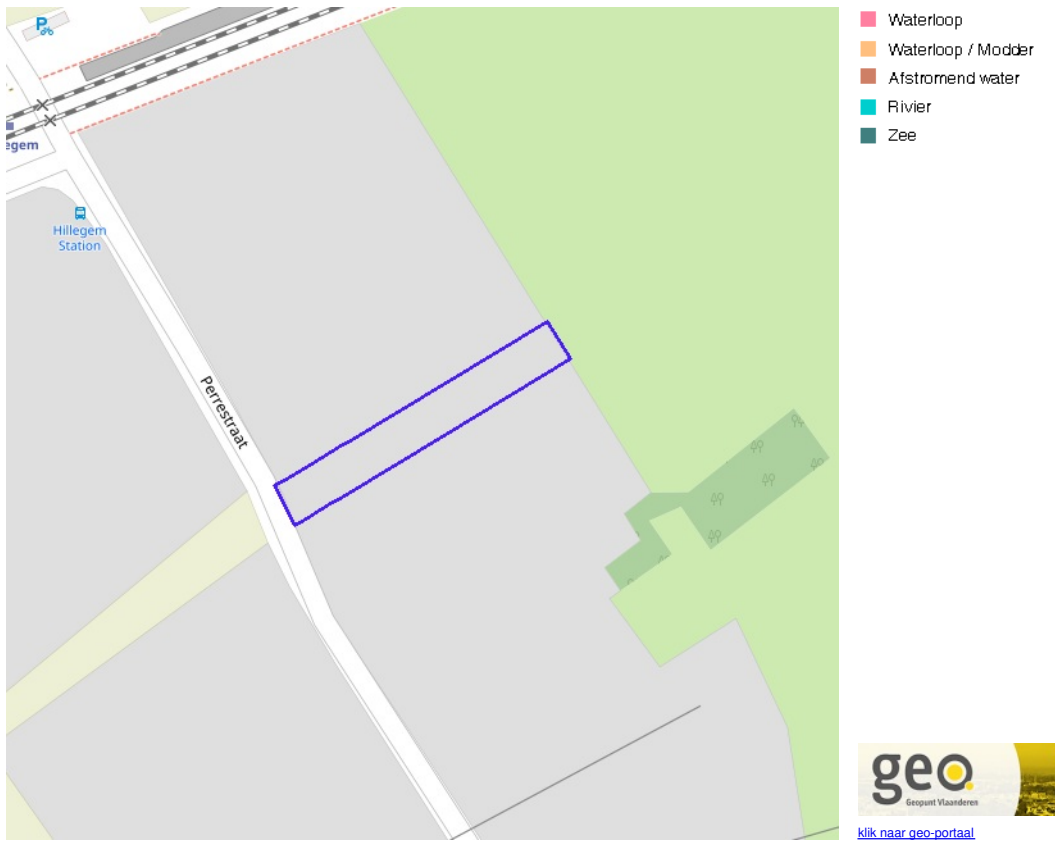 P
egem
Hillegem
Station
Perrestraat
Waterloop
Waterloop / Modder
Afstromend water
Rivier
Zee
geo.
Geopunt Vlaanderen
klik naar geo-portaal